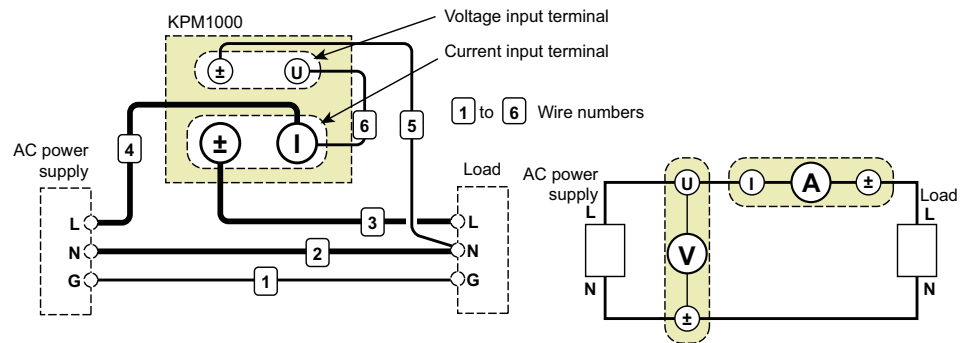 KPM1000
Voltage input terminal
Current input terminal
± U
± I
6 5
1 to 6 Wire numbers
4
AC power
supply
Load
L 3 L
N 2 N
G 1 G
AC power
supply
U I A ±
Load
L L
V
N N
±